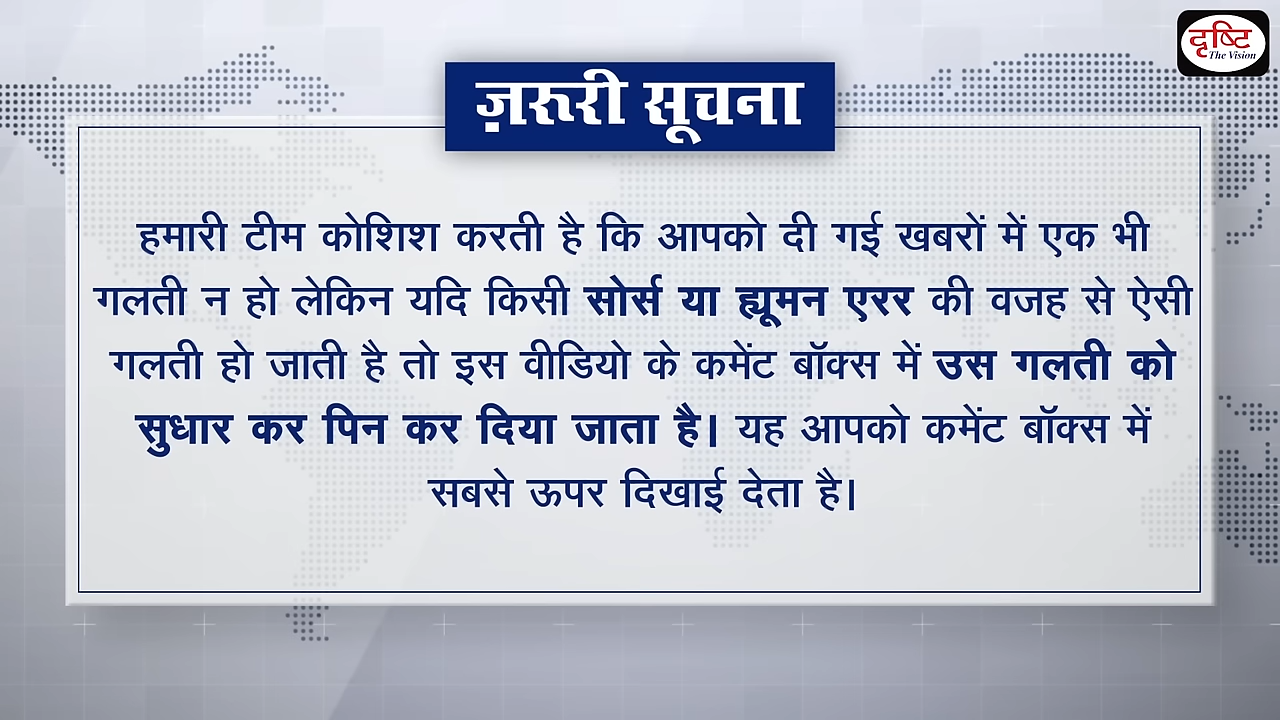 दृष्टि
The Vision
ज़रूरी सूचना
हमारी टीम कोशिश करती है कि आपको दी गई खबरों में एक भी
गलती न हो लेकिन यदि किसी सोर्स या ह्यूमन एरर की वजह से ऐसी
गलती हो जाती है तो इस वीडियो के कमेंट बॉक्स में उस गलती को
सुधार कर पिन कर दिया जाता है। यह आपको कमेंट बॉक्स में
सबसे ऊपर दिखाई देता है।